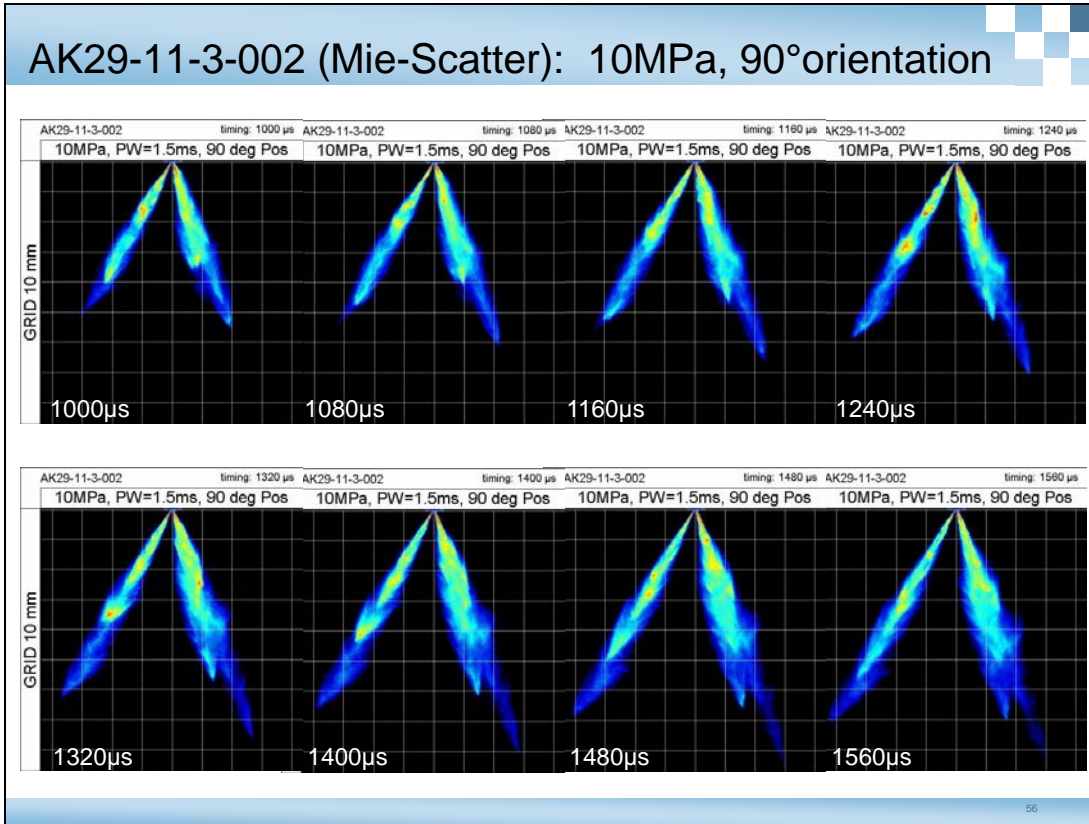 AK29-11-3-002 (Mie-Scatter): 10MPa, 90°orientation
AK29-11-3-002 timing: 1000 µs AK29-11-3-002 timing: 1080 µs AK29-11-3-002 timing: 1160 µs AK29-11-3-002 timing: 1240 µs
10MPa, PW=1.5ms, 90 deg Pos 10MPa, PW=1.5ms, 90 deg Pos 10MPa, PW=1.5ms, 90 deg Pos 10MPa, PW=1.5ms, 90 deg Pos
GRID 10 mm
1000µs 1080µs 1160µs 1240µs
AK29-11-3-002 timing: 1320 µs AK29-11-3-002 timing: 1400 µs AK29-11-3-002 timing: 1480 µs AK29-11-3-002 timing: 1560 µs
10MPa, PW=1.5ms, 90 deg Pos 10MPa, PW=1.5ms, 90 deg Pos 10MPa, PW=1.5ms, 90 deg Pos 10MPa, PW=1.5ms, 90 deg Pos
GRID 10 mm
1320µs 1400µs 1480µs 1560µs
56